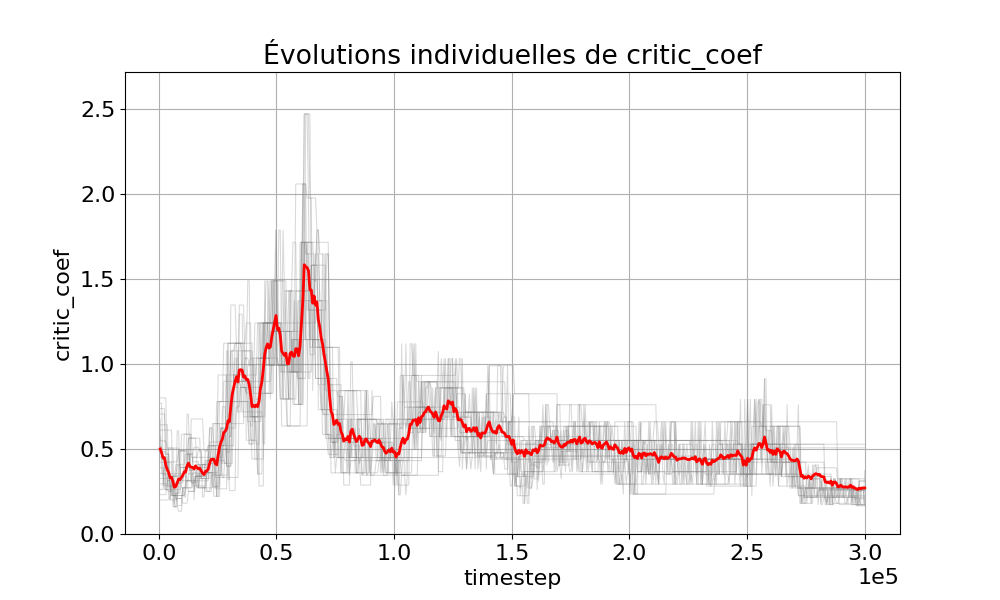 Évolutions individuelles de critic_coef
critic_coef
2.5
2.0
1.5
1.0
0.5
0.0
0.0 0.5 1.0 1.5 2.0 2.5 3.0
timestep
1e5